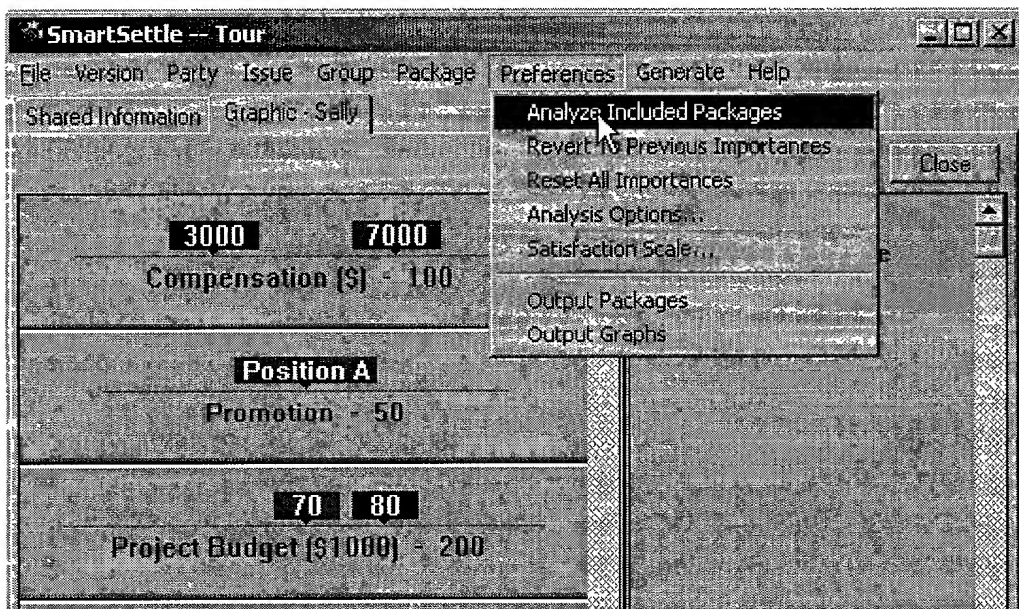 SmartSettle -- Tour
File Version Party Issue Group Package Preferences Generate Help
Shared Information Graphic - Sally
Analyze Included Packages
Revert To Previous Importances
Reset All Importances
Analysis Options...
Satisfaction Scale...
Output Packages
Output Graphs
Close
3000 7000
Compensation ($) - 100
Position A
Promotion - 50
70 80
Project Budget ($1000) - 200